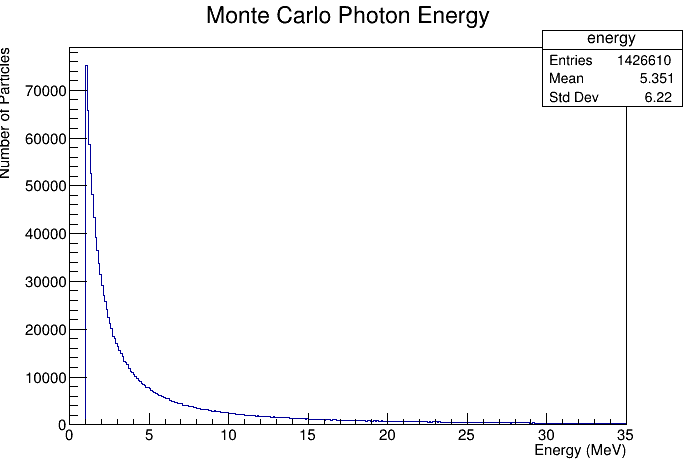 Monte Carlo Photon Energy
energy
Entries 1426610
Mean 5.351
Std Dev 6.22
Number of Particles
70000
60000
50000
40000
30000
20000
10000
0
0 5 10 15 20 25 30 35
Energy (MeV)